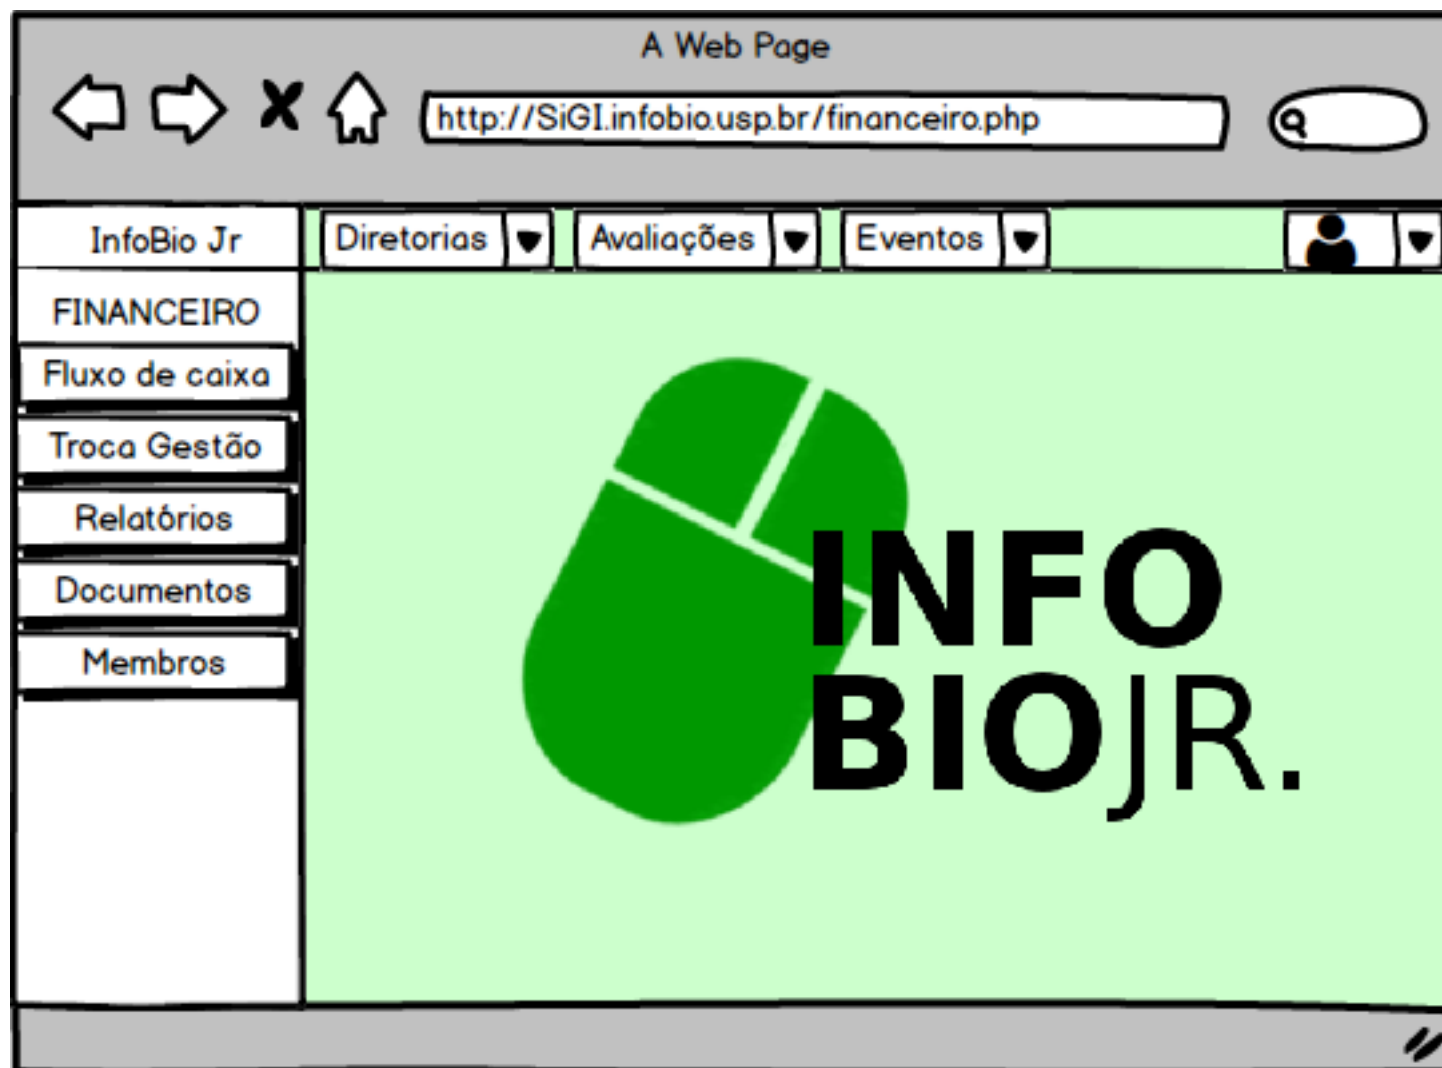 A Web Page
http://SiGI.infobio.usp.br/financeiro.php
InfoBio Jr
Diretorias
Avaliações
Eventos
FINANCEIRO
Fluxo de caixa
Troca Gestão
Relatórios
Documentos
Membros
INFO
BIOJR.